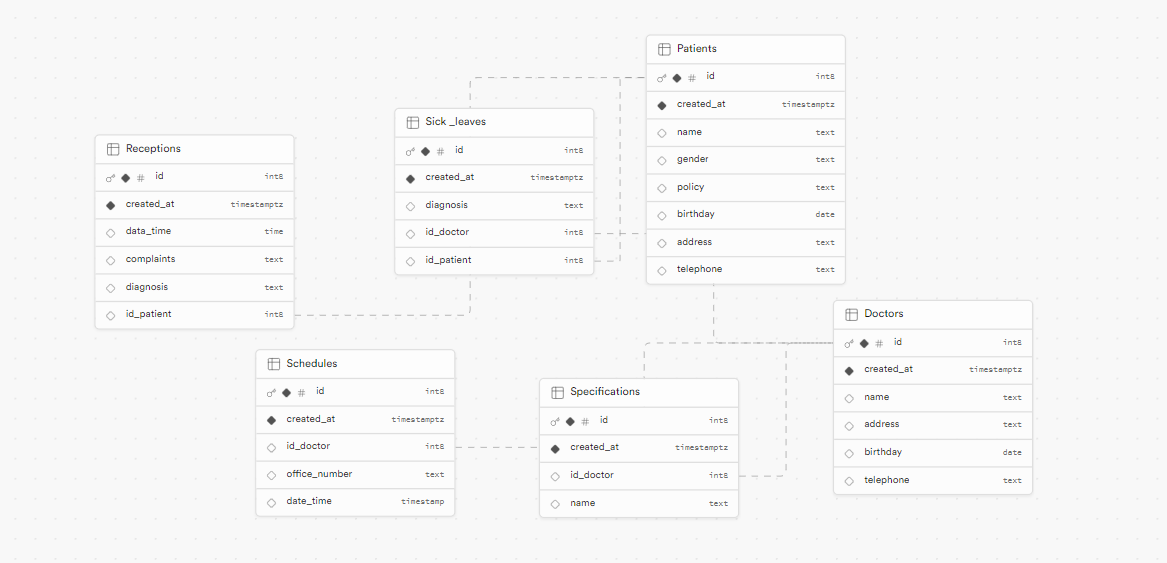 Patients
# id int8
created_at timestamptz
name text
gender text
policy text
birthday date
address text
telephone text
Sick _leaves
# id int8
created_at timestamptz
diagnosis text
id_doctor int8
id_patient int8
Receptions
# id int8
created_at timestamptz
data_time time
complaints text
diagnosis text
id_patient int8
Doctors
# id int8
created_at timestamptz
name text
address text
birthday date
telephone text
Schedules
# id int8
created_at timestamptz
id_doctor int8
office_number text
date_time timestamp
Specifications
# id int8
created_at timestamptz
id_doctor int8
name text